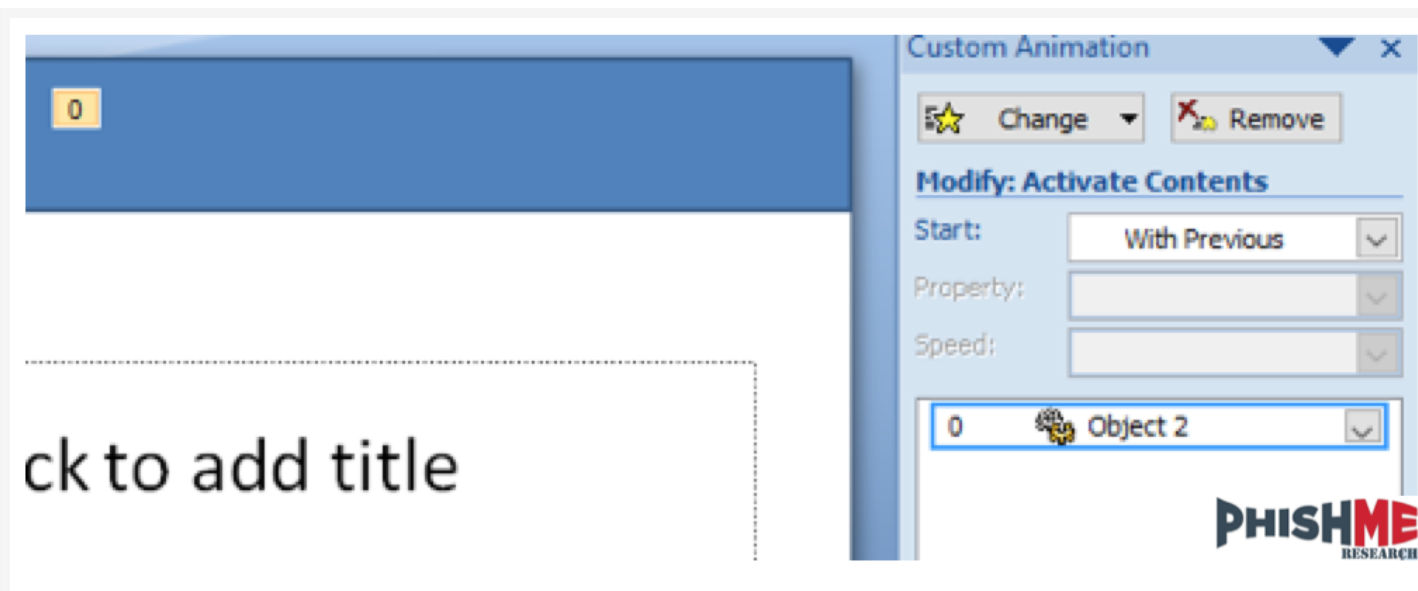 Custom Animation
0
Change
Remove
Modify: Activate Contents
Start:
With Previous
Property:
Speed:
0
Object 2
ck to add title
PHISHME
RESEARCH